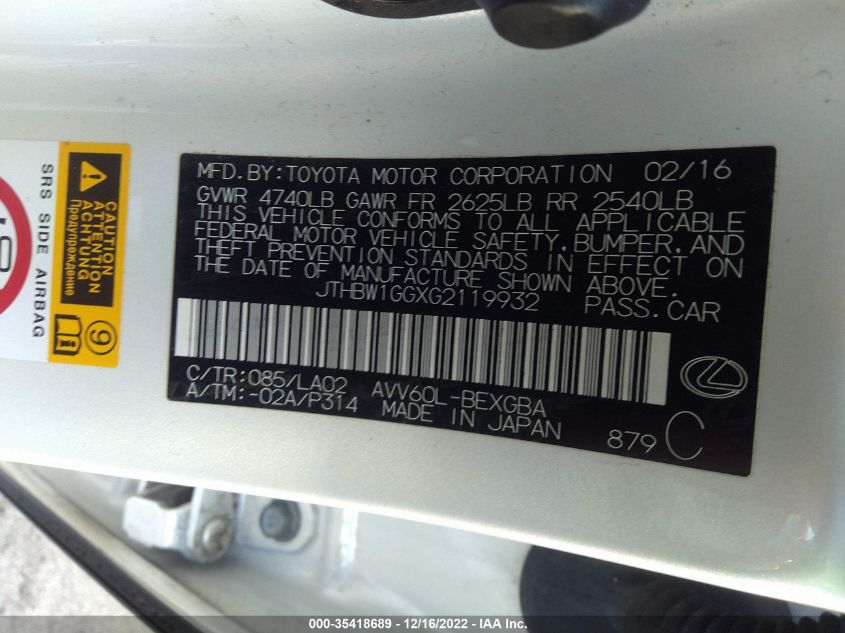 MFD.BY:TOYOTA MOTOR CORPORATION 02/16
GVWR 4740LB GAWR FR 2625LB RR 2540LB
THIS VEHICLE CONFORMS TO ALL APPLICABLE
FEDERAL MOTOR VEHICLE SAFETY,BUMPER,AND
THEFT PREVENTION STANDARDS IN EFFECT ON
THE DATE OF MANUFACTURE SHOWN ABOVE.
JTHBW1GGXG2119932 PASS.CAR
C/TR:085/LA02 AVV60L-BEXGBA
A/TM:-02A/P314 MADE IN JAPAN
879 C
CAUTION
ATTENTION
ACHTUNG
Предупреждение
9
SRS SIDE AIRBAG
000-35418689 - 12/16/2022 - IAA Inc.